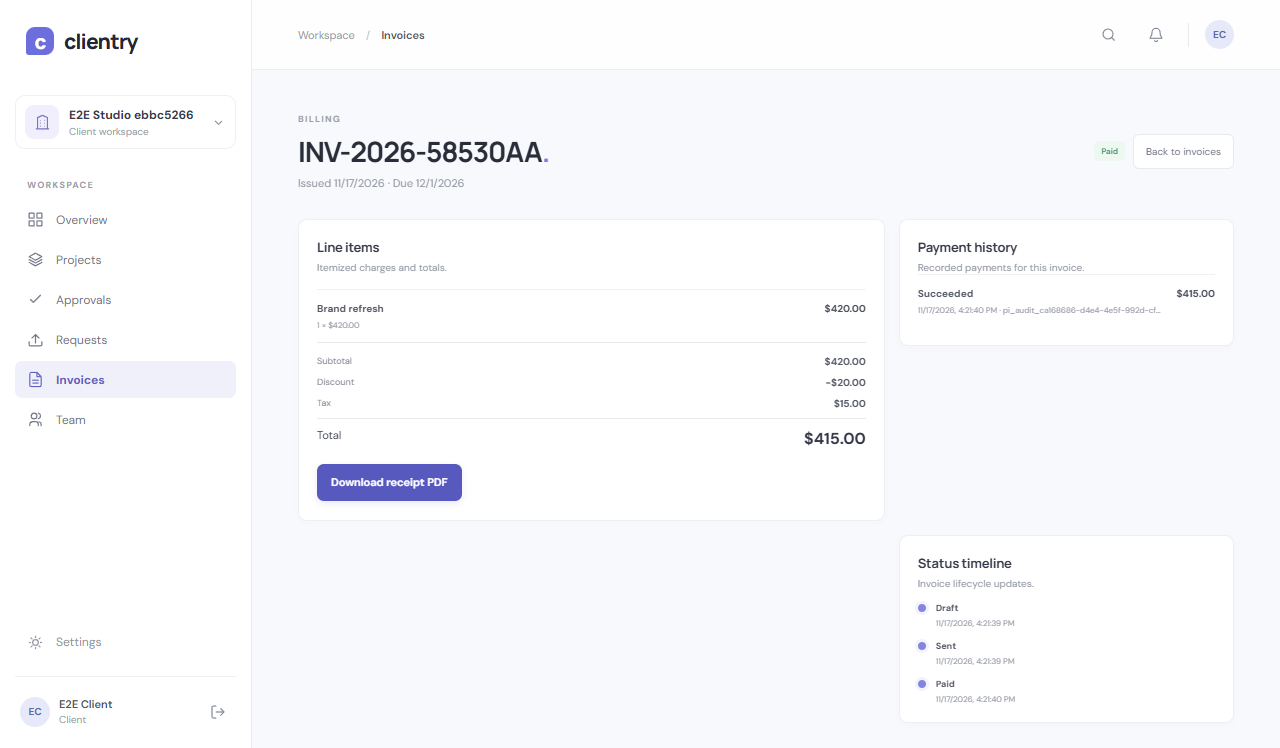 c clientry
E2E Studio ebbc5266
Client workspace
WORKSPACE
Overview
Projects
Approvals
Requests
Invoices
Team
Settings
EC
E2E Client
Client
Workspace / Invoices
EC
BILLING
INV-2026-58530AA.
Issued 11/17/2026 · Due 12/1/2026
Paid
Back to invoices
Line items
Itemized charges and totals.
Brand refresh $420.00
1 × $420.00
Subtotal $420.00
Discount -$20.00
Tax $15.00
Total $415.00
Download receipt PDF
Payment history
Recorded payments for this invoice.
Succeeded $415.00
11/17/2026, 4:21:40 PM · pi_audit_ca168686-d4e4-4e5f-992d-cf...
Status timeline
Invoice lifecycle updates.
Draft
11/17/2026, 4:21:39 PM
Sent
11/17/2026, 4:21:39 PM
Paid
11/17/2026, 4:21:40 PM